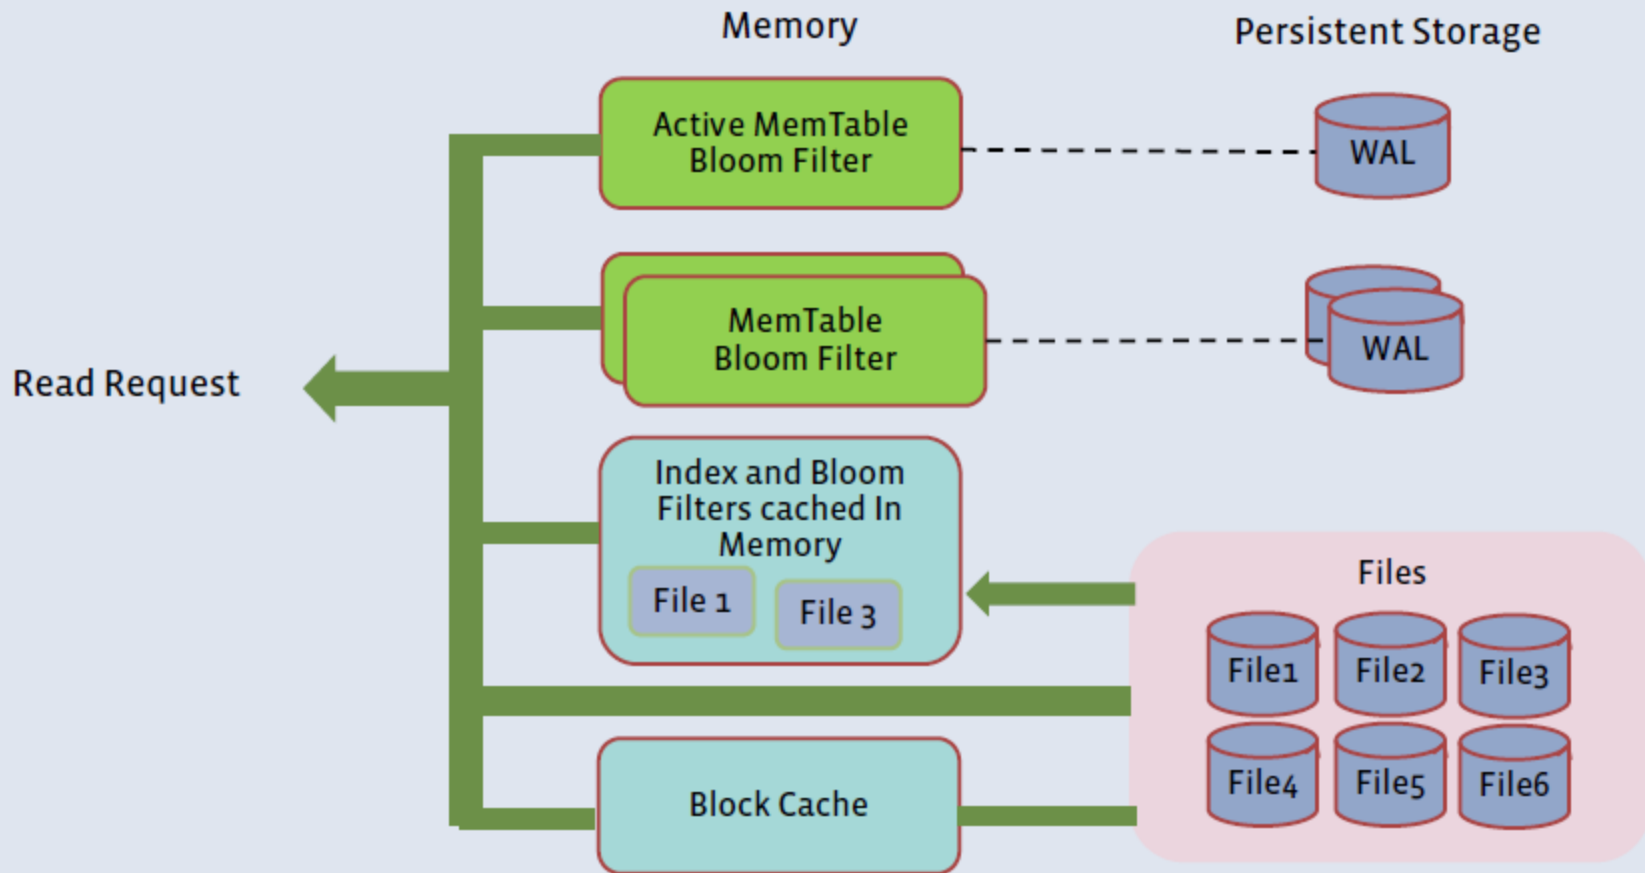 Memory
Persistent Storage
Active MemTable
Bloom Filter
WAL
MemTable
Bloom Filter
WAL
Read Request
Index and Bloom
Filters cached In
Memory
File 1
File 3
Files
File1
File2
File3
File4
File5
File6
Block Cache